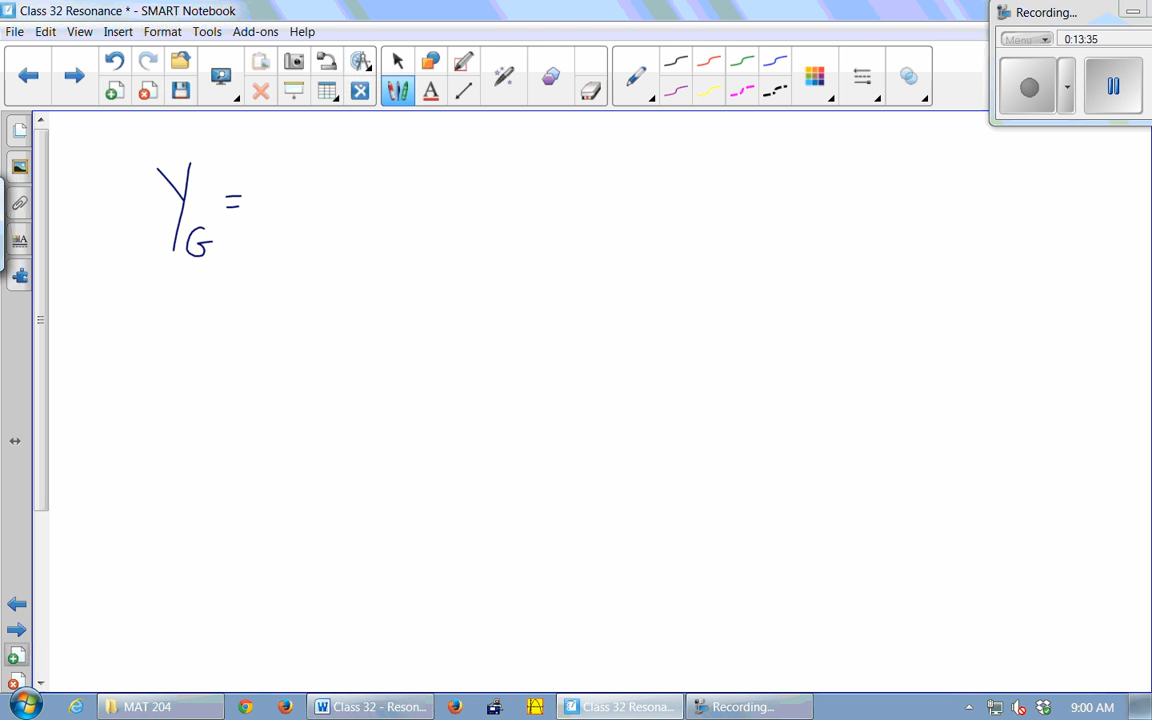 Class 32 Resonance * - SMART Notebook
Recording...
File Edit View Insert Format Tools Add-ons Help
Menu
0:13:35
Y_G =
MAT 204
Class 32 - Reson...
Class 32 Resona...
Recording...
9:00 AM